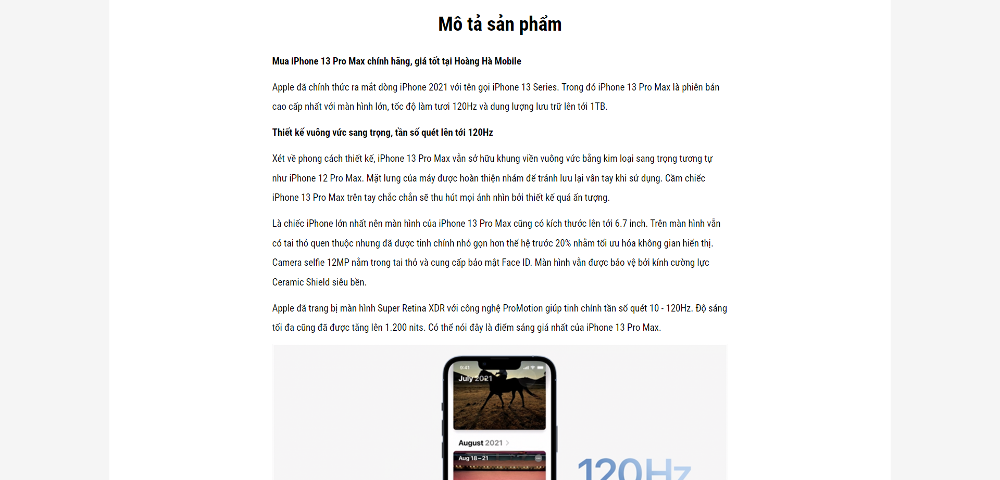 Mô tả sản phẩm
Mua iPhone 13 Pro Max chính hãng, giá tốt tại Hoàng Hà Mobile
Apple đã chính thức ra mắt dòng iPhone 2021 với tên gọi iPhone 13 Series. Trong đó iPhone 13 Pro Max là phiên bản
cao cấp nhất với màn hình lớn, tốc độ làm tươi 120Hz và dung lượng lưu trữ lên tới 1TB.
Thiết kế vuông vức sang trọng, tần số quét lên tới 120Hz
Xét về phong cách thiết kế, iPhone 13 Pro Max vẫn sở hữu khung viền vuông vức bằng kim loại sang trọng tương tự
như iPhone 12 Pro Max. Mặt lưng của máy được hoàn thiện nhám để tránh lưu lại vân tay khi sử dụng. Cầm chiếc
iPhone 13 Pro Max trên tay chắc chắn sẽ thu hút mọi ánh nhìn bởi thiết kế quá ấn tượng.
Là chiếc iPhone lớn nhất nên màn hình của iPhone 13 Pro Max cũng có kích thước lên tới 6.7 inch. Trên màn hình vẫn
có tai thỏ quen thuộc nhưng đã được tinh chỉnh nhỏ gọn hơn thế hệ trước 20% nhằm tối ưu hóa không gian hiển thị.
Camera selfie 12MP nằm trong tai thỏ và cung cấp bảo mật Face ID. Màn hình vẫn được bảo vệ bởi kính cường lực
Ceramic Shield siêu bền.
Apple đã trang bị màn hình Super Retina XDR với công nghệ ProMotion giúp tinh chỉnh tần số quét 10 - 120Hz. Độ sáng
tối đa cũng đã được tăng lên 1.200 nits. Có thể nói đây là điểm sáng giá nhất của iPhone 13 Pro Max.
9:41
July 2021
August 2021
Aug 18–21
120Hz